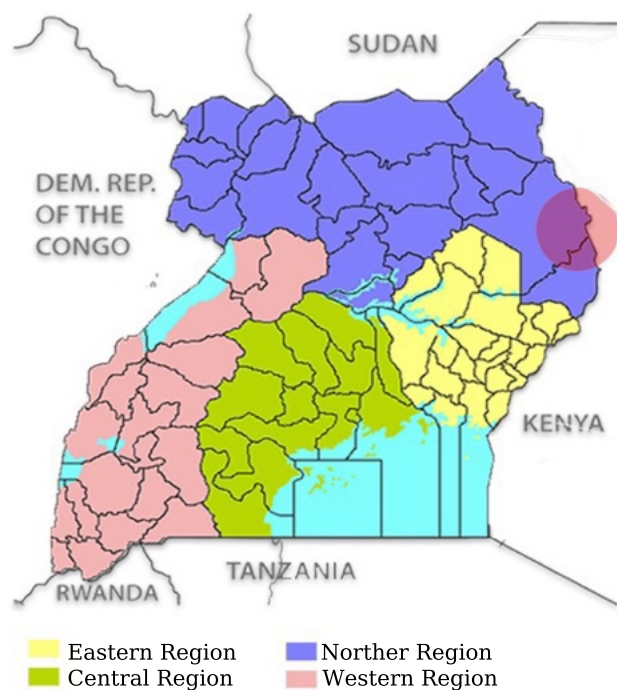 SUDAN
DEM. REP.
OF THE
CONGO
KENYA
TANZANIA
RWANDA
Eastern Region
Norther Region
Central Region
Western Region